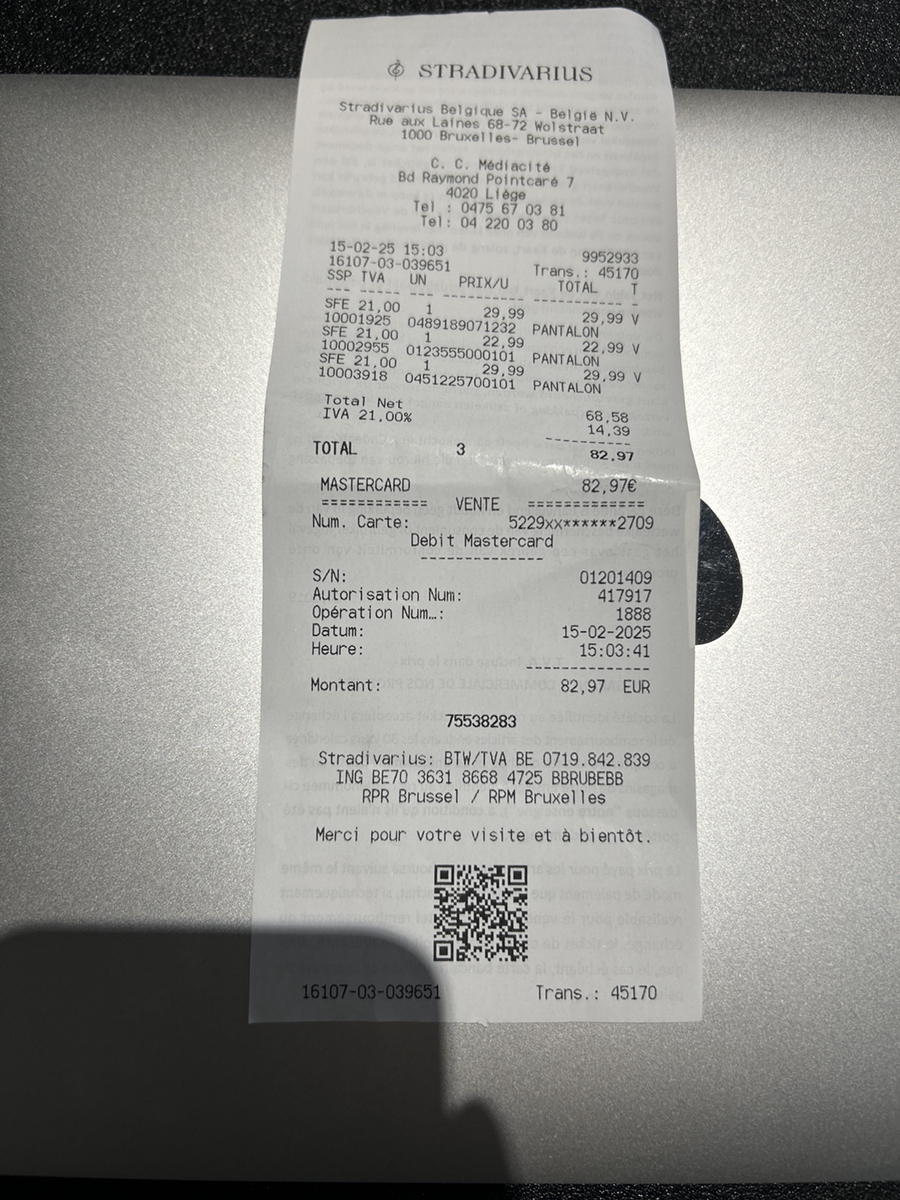 STRADIVARIUS
Stradivarius Belgique SA - België N.V.
Rue aux Laines 68-72 Wolstraat
1000 Bruxelles- Brussel
C. C. Médiacité
Bd Raymond Pointcaré 7
4020 Liège
Tel : 0475 67 03 81
Tel: 04 220 03 80
15-02-25 15:03 9952933
16107-03-039651 Trans.: 45170
SSP TVA UN PRIX/U TOTAL T
--- ---- --- ---------- ------------ -
SFE 21,00 1 29,99 29,99 V
10001925 0489189071232 PANTALON
SFE 21,00 1 22,99 22,99 V
10002955 0123555000101 PANTALON
SFE 21,00 1 29,99 29,99 V
10003918 0451225700101 PANTALON
Total Net 68,58
IVA 21.00% 14,39
----------
TOTAL 3 82,97
MASTERCARD 82,97€
============ VENTE =============
Num. Carte: 5229xx******2709
Debit Mastercard
--------------
S/N: 01201409
Autorisation Num: 417917
Opération Num…: 1888
Datum: 15-02-2025
Heure: 15:03:41
--------------
Montant: 82,97 EUR
75538283
Stradivarius: BTW/TVA BE 0719.842.839
ING BE70 3631 8668 4725 BBRUBEBB
RPR Brussel / RPM Bruxelles
Merci pour votre visite et à bientôt.
16107-03-039651 Trans.: 45170